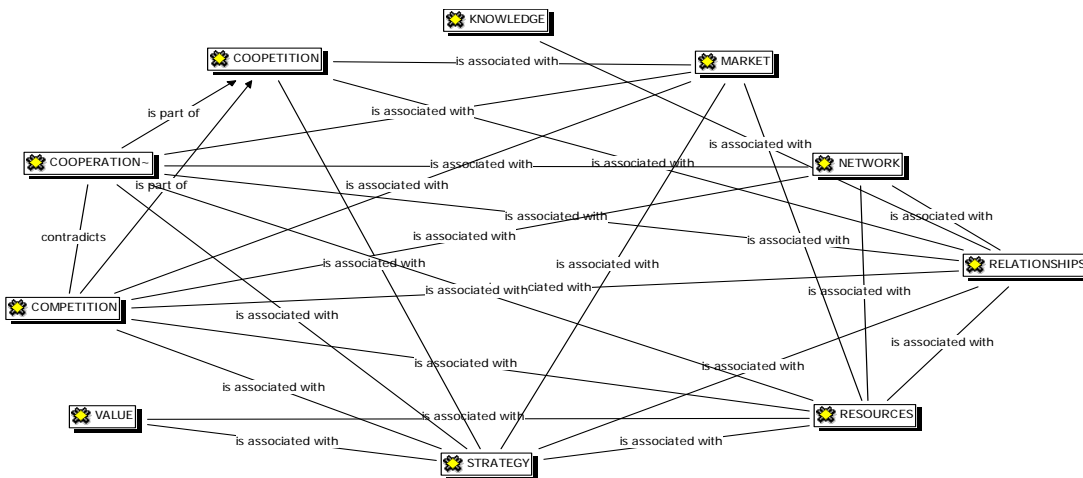 KNOWLEDGE
COOPETITION
is associated with
MARKET
is part of
is associated with
is associated with
COOPERATION~
is associated with
is associated with
NETWORK
is part of
is associated with
is associated with
is associated with
contradicts
is associated with
is associated with
is associated with
RELATIONSHIPS
is associated with
ciated with
is associated with
COMPETITION
is associated with
is associated with
is associated with
is associated with
is associated with
VALUE
is associated with
RESOURCES
is associated with
is associated with
STRATEGY